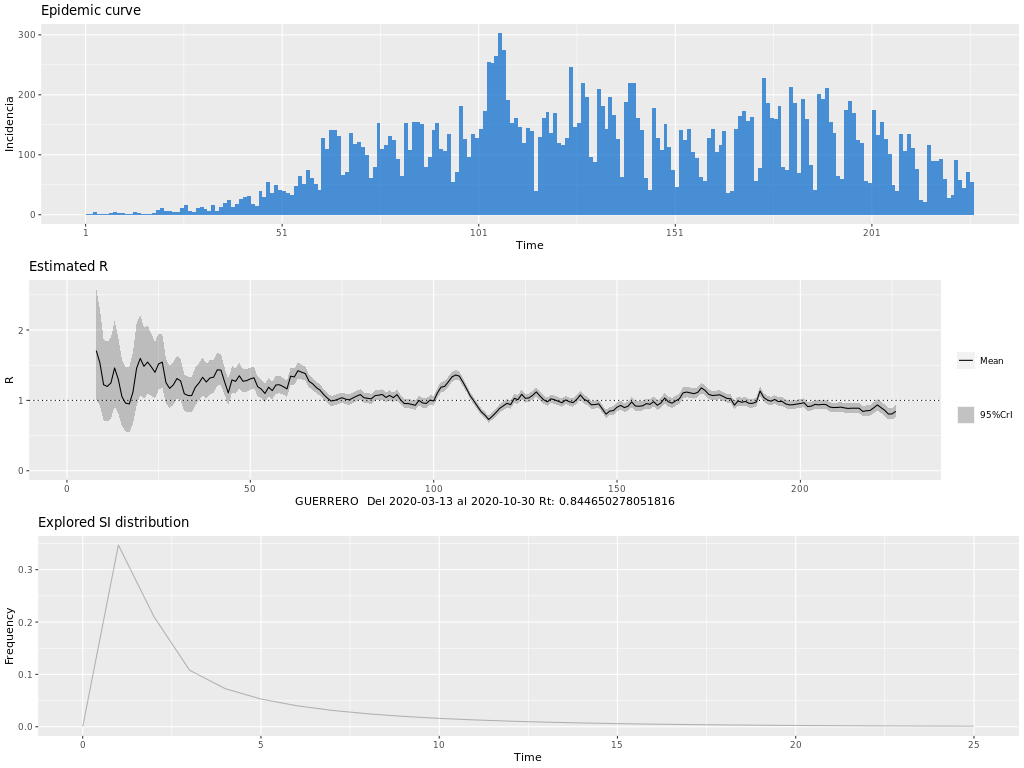 Epidemic curve
300
200
100
0
Incidencia
1 51 101 151 201
Time
Estimated R
2
1
0
R
0 50 100 150 200
GUERRERO Del 2020-03-13 al 2020-10-30 Rt: 0.844650278051816
Mean
95%CrI
Explored SI distribution
0.3
0.2
0.1
0.0
Frequency
0 5 10 15 20 25
Time